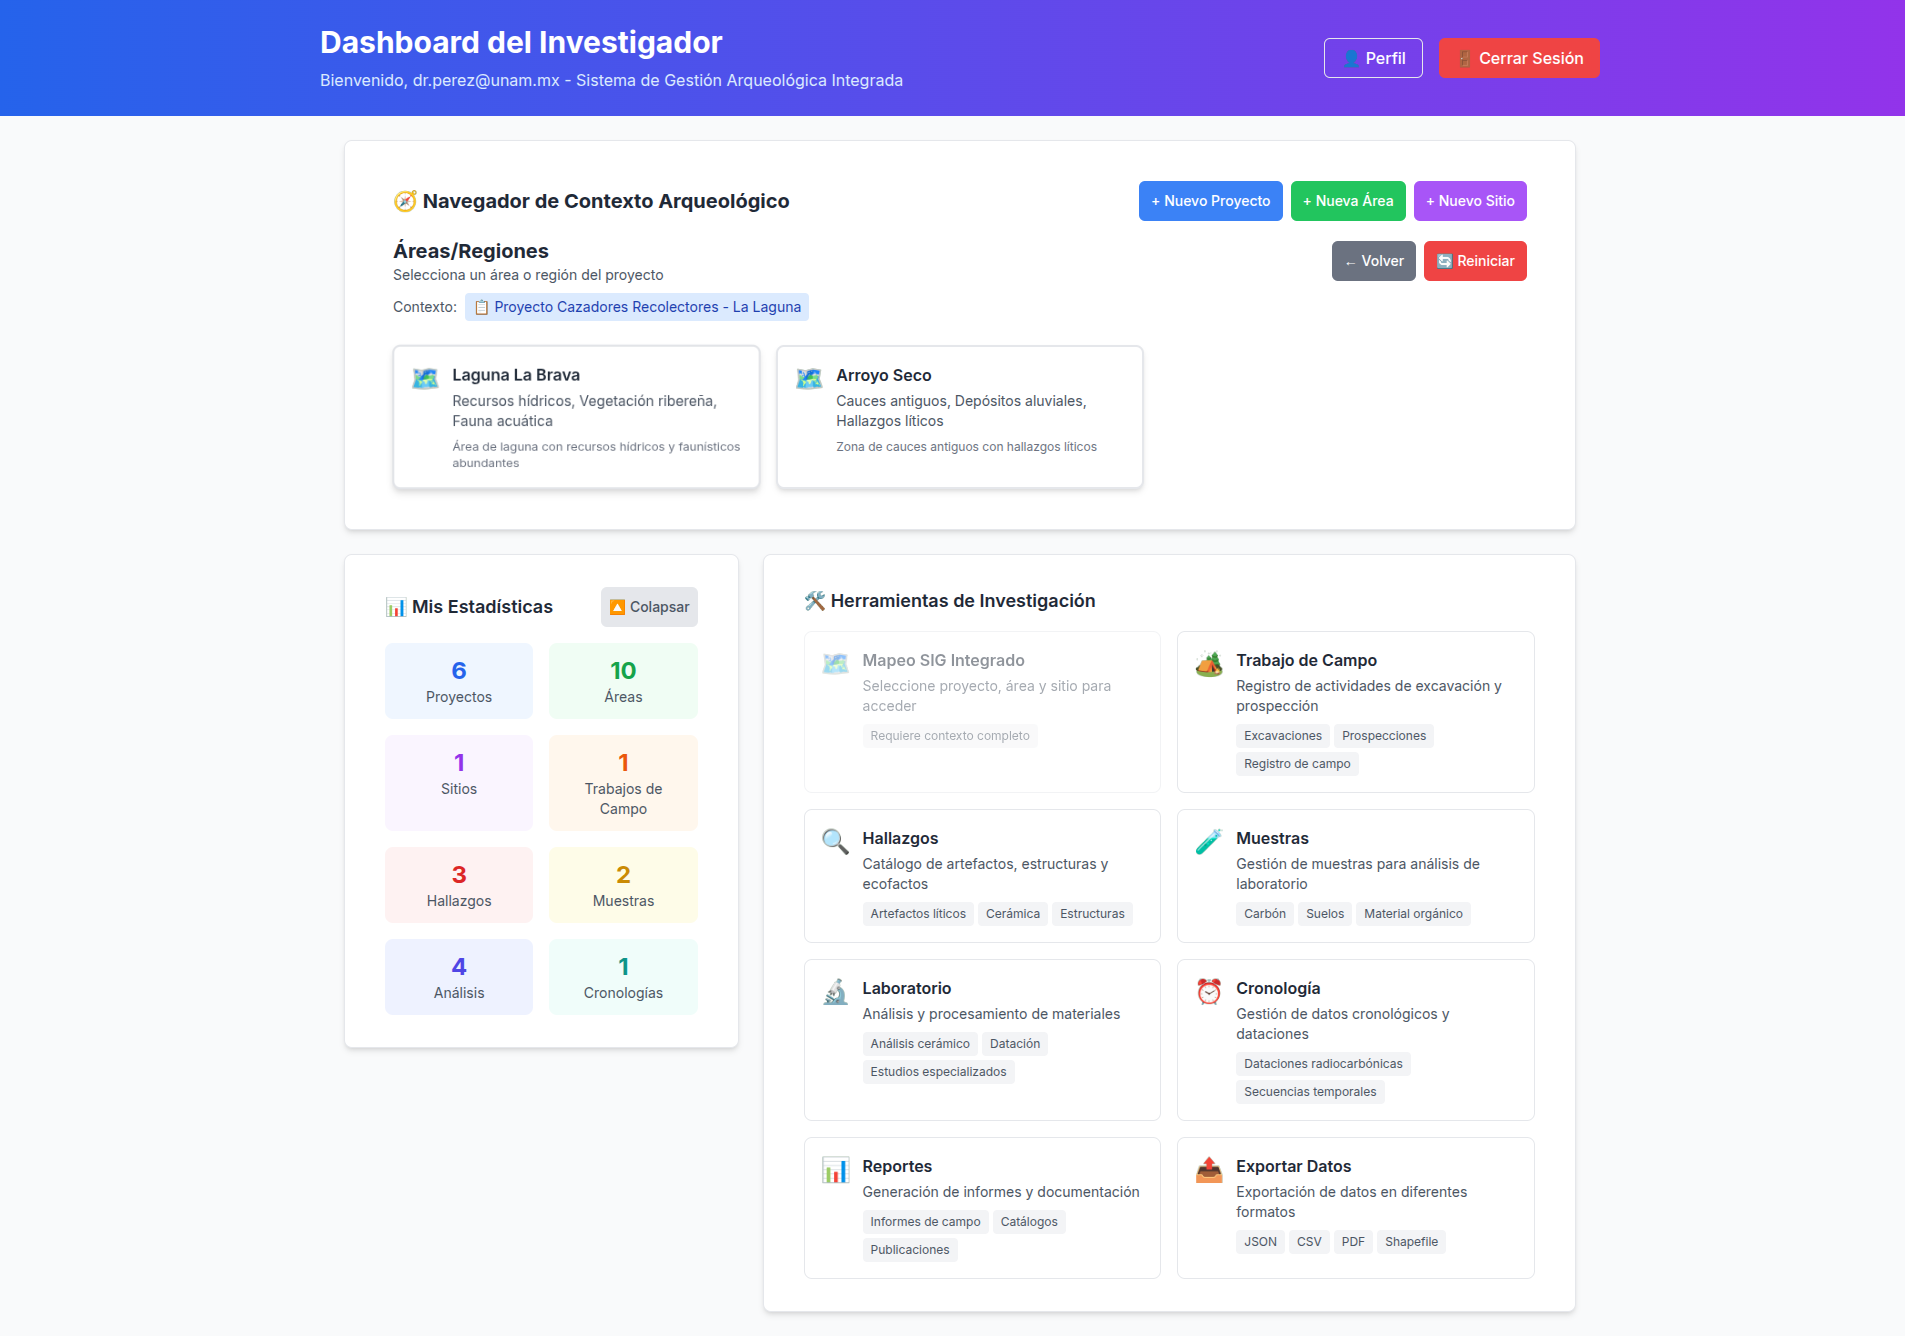 Dashboard del Investigador
Bienvenido, dr.perez@unam.mx - Sistema de Gestión Arqueológica Integrada
Perfil
Cerrar Sesión
Navegador de Contexto Arqueológico
+ Nuevo Proyecto
+ Nueva Área
+ Nuevo Sitio
Áreas/Regiones
Selecciona un área o región del proyecto
← Volver
Reiniciar
Contexto:
Proyecto Cazadores Recolectores - La Laguna
Laguna La Brava
Recursos hídricos, Vegetación ribereña,
Fauna acuática
Área de laguna con recursos hídricos y faunísticos
abundantes
Arroyo Seco
Cauces antiguos, Depósitos aluviales,
Hallazgos líticos
Zona de cauces antiguos con hallazgos líticos
Mis Estadísticas
Colapsar
6
Proyectos
10
Áreas
1
Sitios
1
Trabajos de
Campo
3
Hallazgos
2
Muestras
4
Análisis
1
Cronologías
Herramientas de Investigación
Mapeo SIG Integrado
Seleccione proyecto, área y sitio para
acceder
Requiere contexto completo
Trabajo de Campo
Registro de actividades de excavación y
prospección
Excavaciones
Prospecciones
Registro de campo
Hallazgos
Catálogo de artefactos, estructuras y
ecofactos
Artefactos líticos
Cerámica
Estructuras
Muestras
Gestión de muestras para análisis de
laboratorio
Carbón
Suelos
Material orgánico
Laboratorio
Análisis y procesamiento de materiales
Análisis cerámico
Datación
Estudios especializados
Cronología
Gestión de datos cronológicos y
dataciones
Dataciones radiocarbónicas
Secuencias temporales
Reportes
Generación de informes y documentación
Informes de campo
Catálogos
Publicaciones
Exportar Datos
Exportación de datos en diferentes
formatos
JSON
CSV
PDF
Shapefile